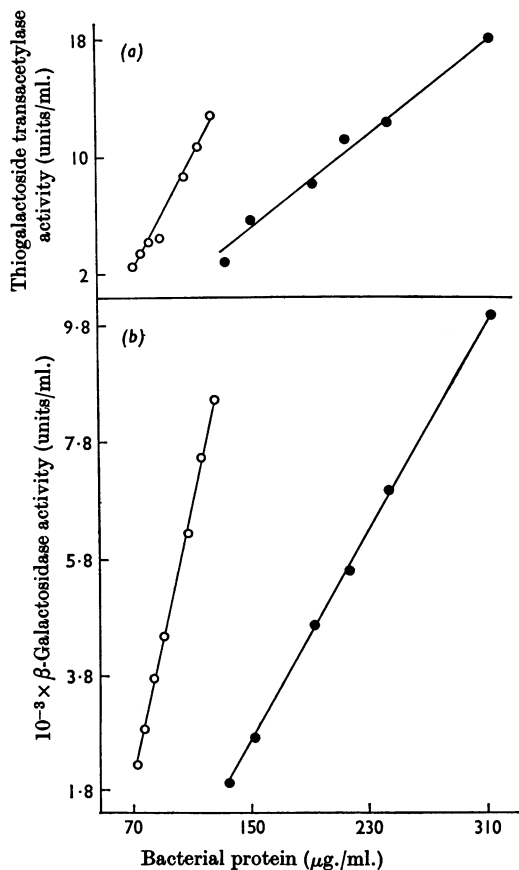 Thiogalactoside transacetylase
activity (units/ml.)
18
10
2
(a)
10⁻³ × β-Galactosidase activity (units/ml.)
9·8
7·8
5·8
3·8
1·8
(b)
70
150
230
310
Bacterial protein (μg./ml.)